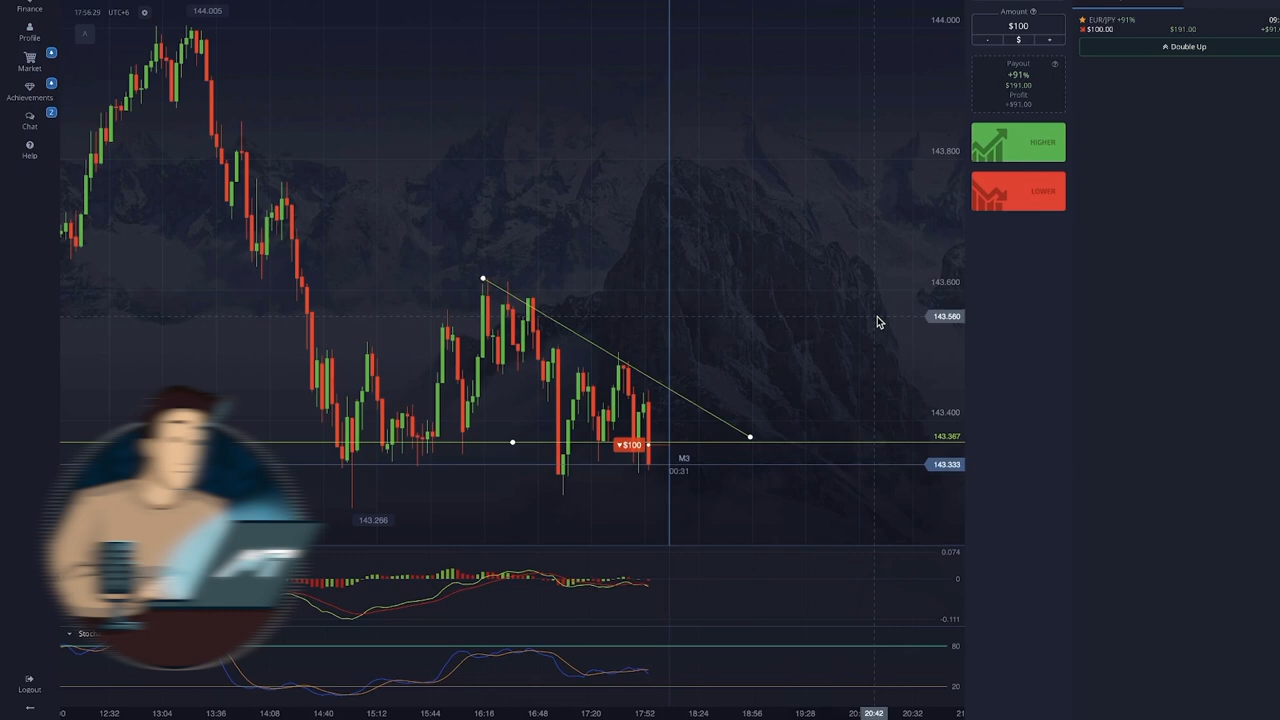 Finance
Profile
Market
Achievements
2
Chat
Help
Logout
17:56:29 UTC+6
144.005
144.000
143.800
143.600
143.560
143.400
143.367
143.333
$100
M3
00:31
143.266
0.074
0
-0.111
80
20
12:32 13:04 13:36 14:08 14:40 15:12 15:44 16:16 16:48 17:20 17:52 18:24 18:56 19:28 20:42 20:32
Amount
$100
- $ +
Payout
+91%
$191.00
Profit
+$91.00
HIGHER
LOWER
EUR/JPY +91%
$100.00 $191.00
Double Up